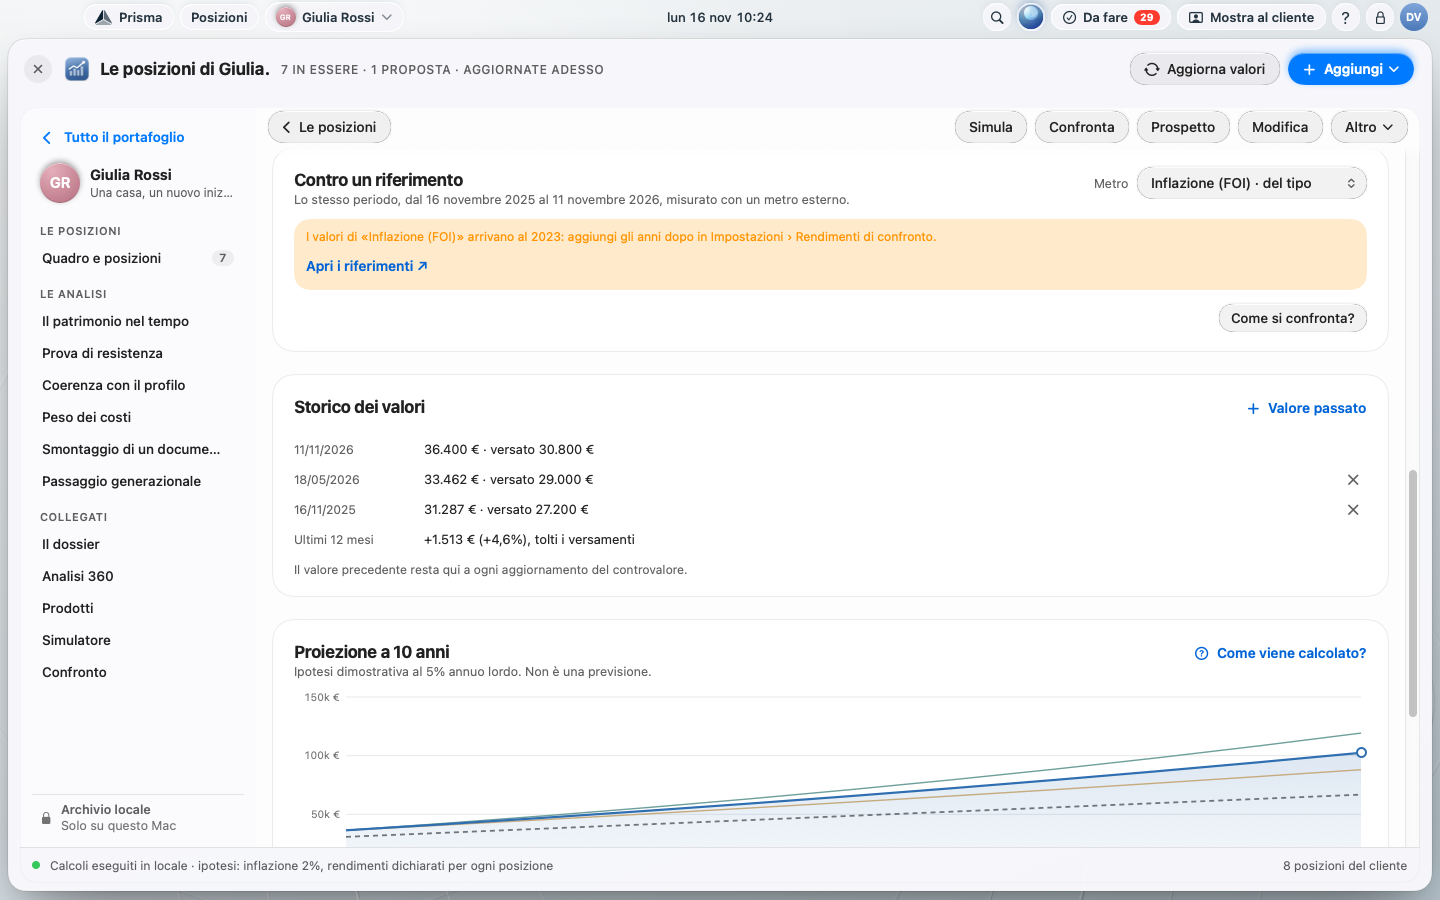 Prisma
Posizioni
GR Giulia Rossi
lun 16 nov 10:24
Da fare 29
Mostra al cliente
?
DV
Le posizioni di Giulia.
7 IN ESSERE · 1 PROPOSTA · AGGIORNATE ADESSO
Aggiorna valori
+ Aggiungi
Tutto il portafoglio
GR
Giulia Rossi
Una casa, un nuovo iniz...
LE POSIZIONI
Quadro e posizioni 7
LE ANALISI
Il patrimonio nel tempo
Prova di resistenza
Coerenza con il profilo
Peso dei costi
Smontaggio di un docume...
Passaggio generazionale
COLLEGATI
Il dossier
Analisi 360
Prodotti
Simulatore
Confronto
Archivio locale
Solo su questo Mac
Le posizioni
Simula
Confronta
Prospetto
Modifica
Altro
Contro un riferimento
Lo stesso periodo, dal 16 novembre 2025 al 11 novembre 2026, misurato con un metro esterno.
Metro
Inflazione (FOI) · del tipo
I valori di «Inflazione (FOI)» arrivano al 2023: aggiungi gli anni dopo in Impostazioni › Rendimenti di confronto.
Apri i riferimenti ↗
Come si confronta?
Storico dei valori
+ Valore passato
11/11/2026 36.400 € · versato 30.800 €
18/05/2026 33.462 € · versato 29.000 €
16/11/2025 31.287 € · versato 27.200 €
Ultimi 12 mesi +1.513 € (+4,6%), tolti i versamenti
Il valore precedente resta qui a ogni aggiornamento del controvalore.
Proiezione a 10 anni
Ipotesi dimostrativa al 5% annuo lordo. Non è una previsione.
Come viene calcolato?
150k €
100k €
50k €
Calcoli eseguiti in locale · ipotesi: inflazione 2%, rendimenti dichiarati per ogni posizione
8 posizioni del cliente